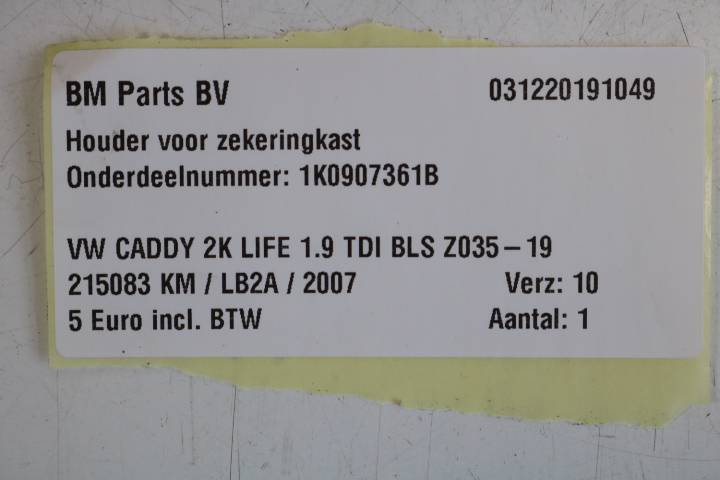 BM Parts BV 031220191049
Houder voor zekeringkast
Onderdeelnummer: 1K0907361B
VW CADDY 2K LIFE 1.9 TDI BLS Z035-19
215083 KM / LB2A / 2007 Verz: 10
5 Euro incl. BTW Aantal: 1